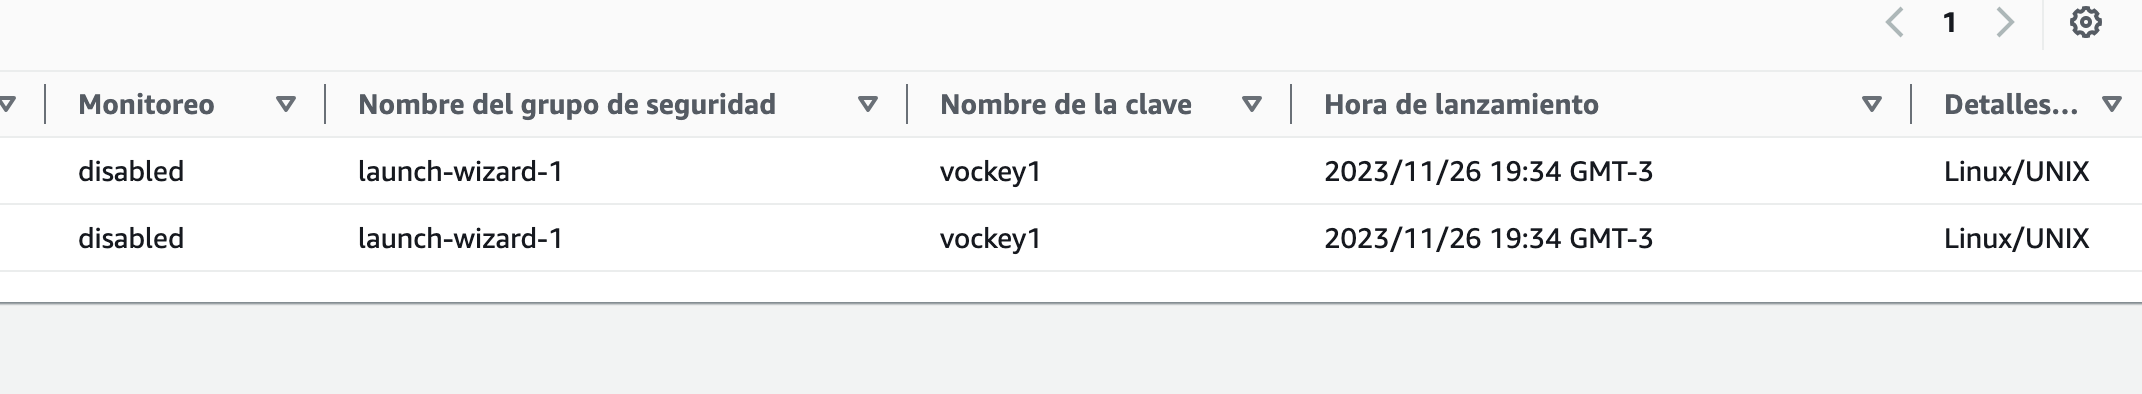 1
Monitoreo Nombre del grupo de seguridad Nombre de la clave Hora de lanzamiento Detalles...
disabled launch-wizard-1 vockey1 2023/11/26 19:34 GMT-3 Linux/UNIX
disabled launch-wizard-1 vockey1 2023/11/26 19:34 GMT-3 Linux/UNIX